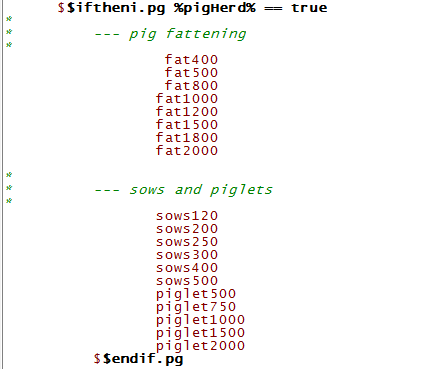 $$iftheni.pg %pigHerd% == true
*
* --- pig fattening
*
fat400
fat500
fat800
fat1000
fat1200
fat1500
fat1800
fat2000
*
* --- sows and piglets
*
sows120
sows200
sows250
sows300
sows400
sows500
piglet500
piglet750
piglet1000
piglet1500
piglet2000
$$endif.pg